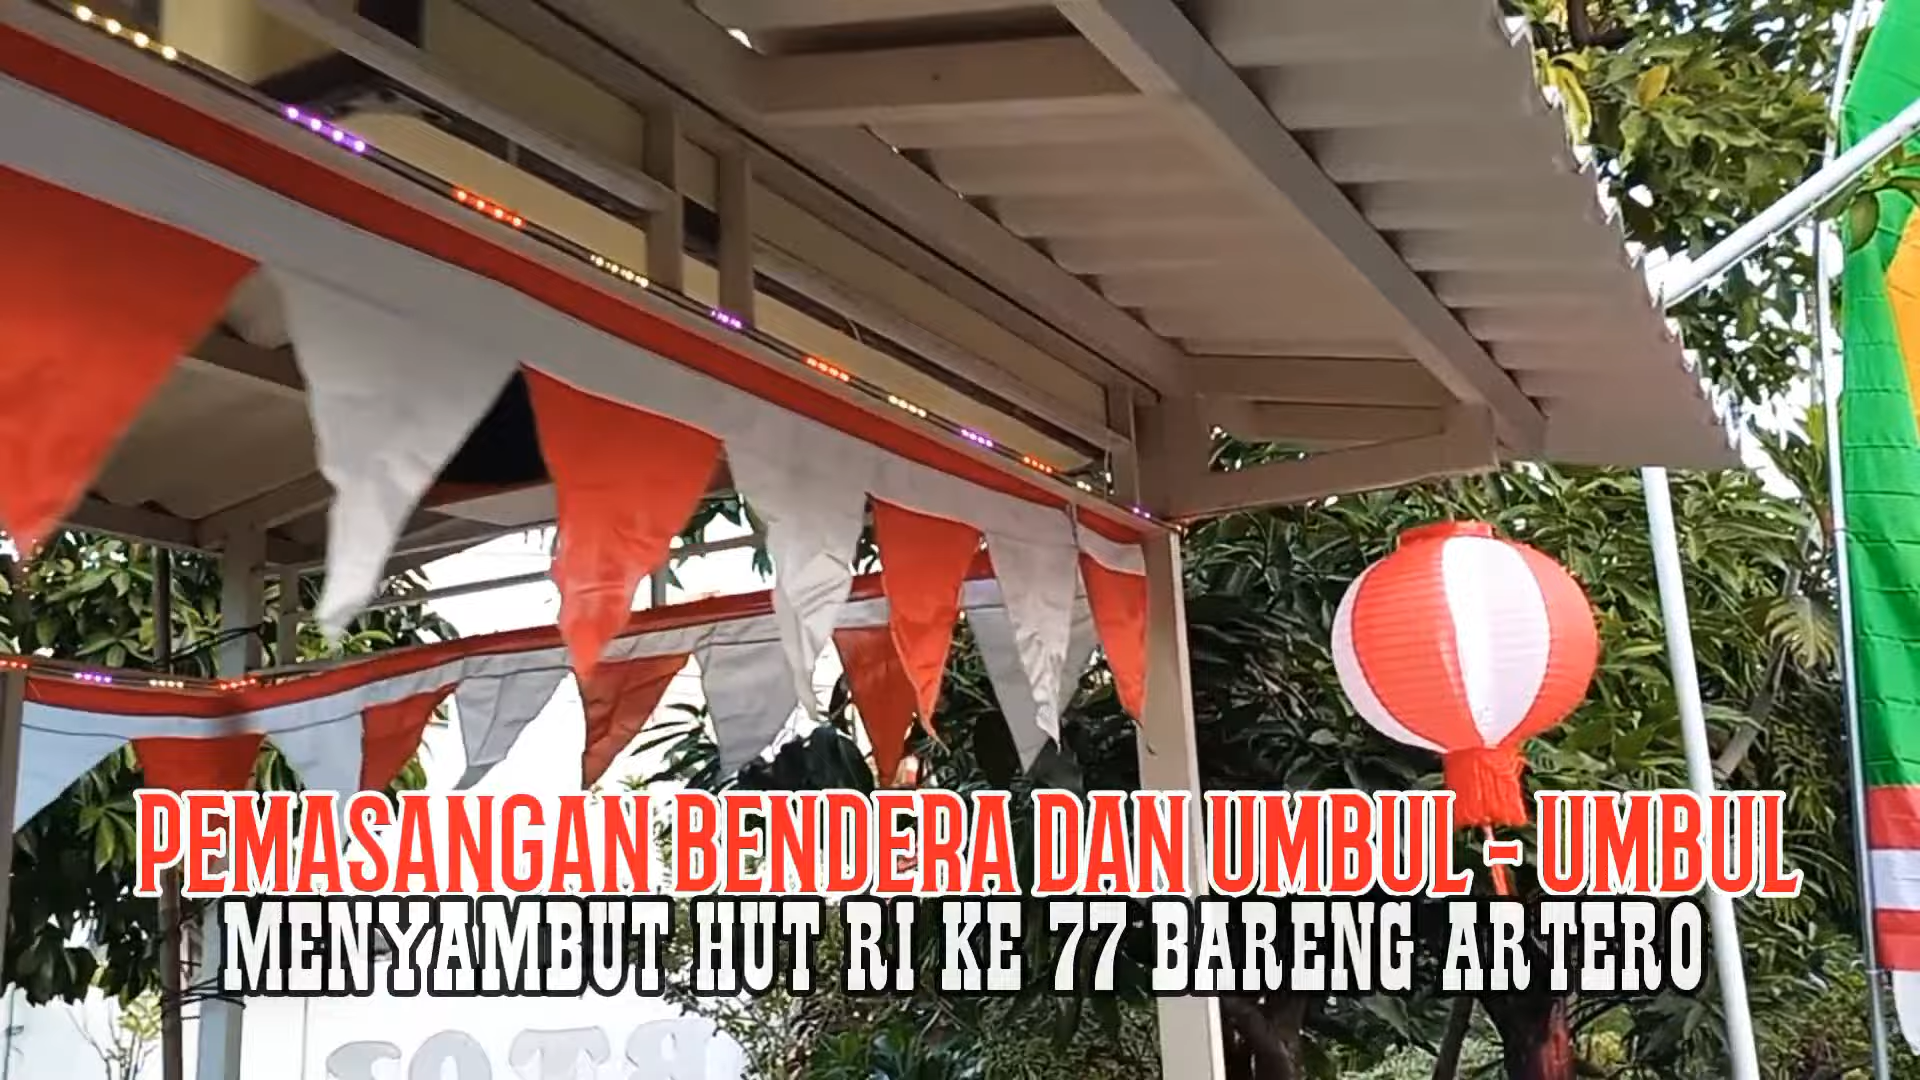 PEMASANGAN BENDERA DAN UMBUL - UMBUL
MENYAMBUT HUT RI KE 77 BARENG ARTERO